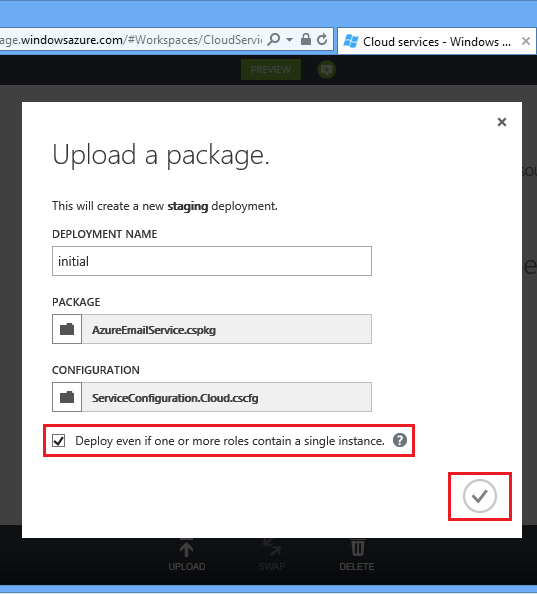 age.windowsazure.com/#Workspaces/CloudServi
Cloud services - Windows ...
PREVIEW
Upload a package.
This will create a new staging deployment.
DEPLOYMENT NAME
initial
PACKAGE
AzureEmailService.cspkg
CONFIGURATION
ServiceConfiguration.Cloud.cscfg
Deploy even if one or more roles contain a single instance. ?
UPLOAD
SWAP
DELETE